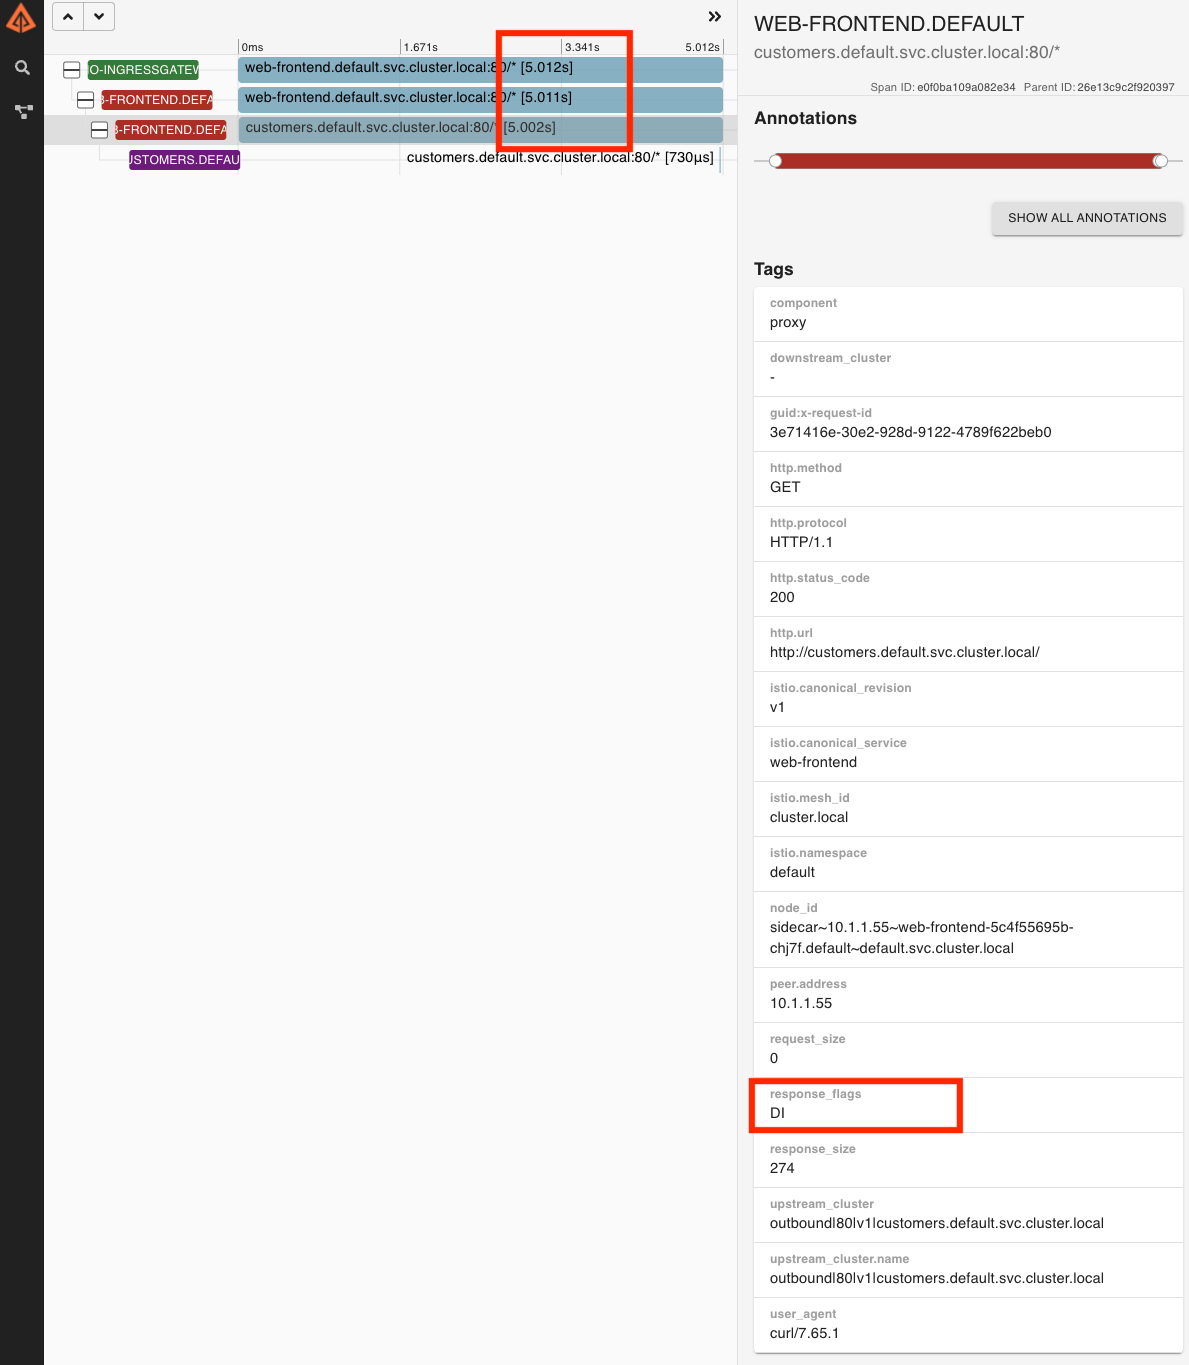 0ms 1.671s 3.341s 5.012s
O-INGRESSGATEW web-frontend.default.svc.cluster.local:80/* [5.012s]
B-FRONTEND.DEFA web-frontend.default.svc.cluster.local:80/* [5.011s]
B-FRONTEND.DEFA customers.default.svc.cluster.local:80/* [5.002s]
USTOMERS.DEFAU customers.default.svc.cluster.local:80/* [730µs]
WEB-FRONTEND.DEFAULT
customers.default.svc.cluster.local:80/*
Span ID: e0f0ba109a082e34 Parent ID: 26e13c9c2f920397
Annotations
SHOW ALL ANNOTATIONS
Tags
component
proxy
downstream_cluster
-
guid:x-request-id
3e71416e-30e2-928d-9122-4789f622beb0
http.method
GET
http.protocol
HTTP/1.1
http.status_code
200
http.url
http://customers.default.svc.cluster.local/
istio.canonical_revision
v1
istio.canonical_service
web-frontend
istio.mesh_id
cluster.local
istio.namespace
default
node_id
sidecar~10.1.1.55~web-frontend-5c4f55695b-
chj7f.default~default.svc.cluster.local
peer.address
10.1.1.55
request_size
0
response_flags
DI
response_size
274
upstream_cluster
outbound|80|v1|customers.default.svc.cluster.local
upstream_cluster.name
outbound|80|v1|customers.default.svc.cluster.local
user_agent
curl/7.65.1